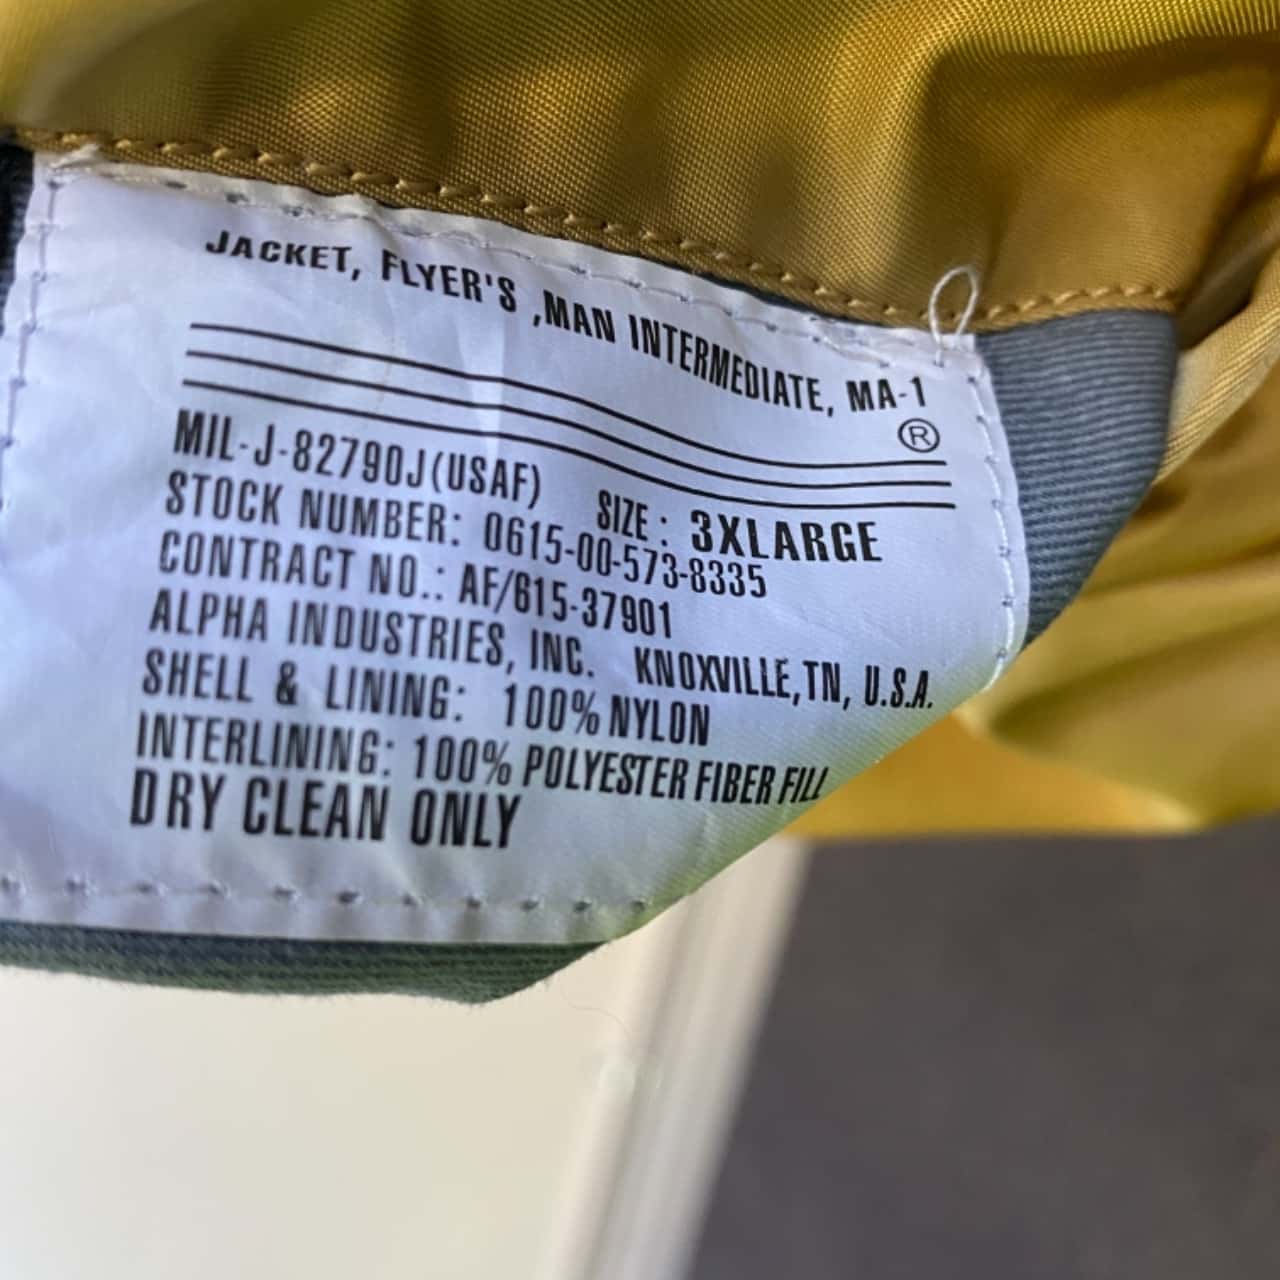 JACKET, FLYER'S ,MAN INTERMEDIATE, MA-1
®
MIL-J-82790J(USAF) SIZE: 3XLARGE
STOCK NUMBER: 0615-00-573-8335
CONTRACT NO.: AF/615-37901
ALPHA INDUSTRIES, INC. KNOXVILLE,TN, U.S.A.
SHELL & LINING: 100% NYLON
INTERLINING: 100% POLYESTER FIBER FILL
DRY CLEAN ONLY